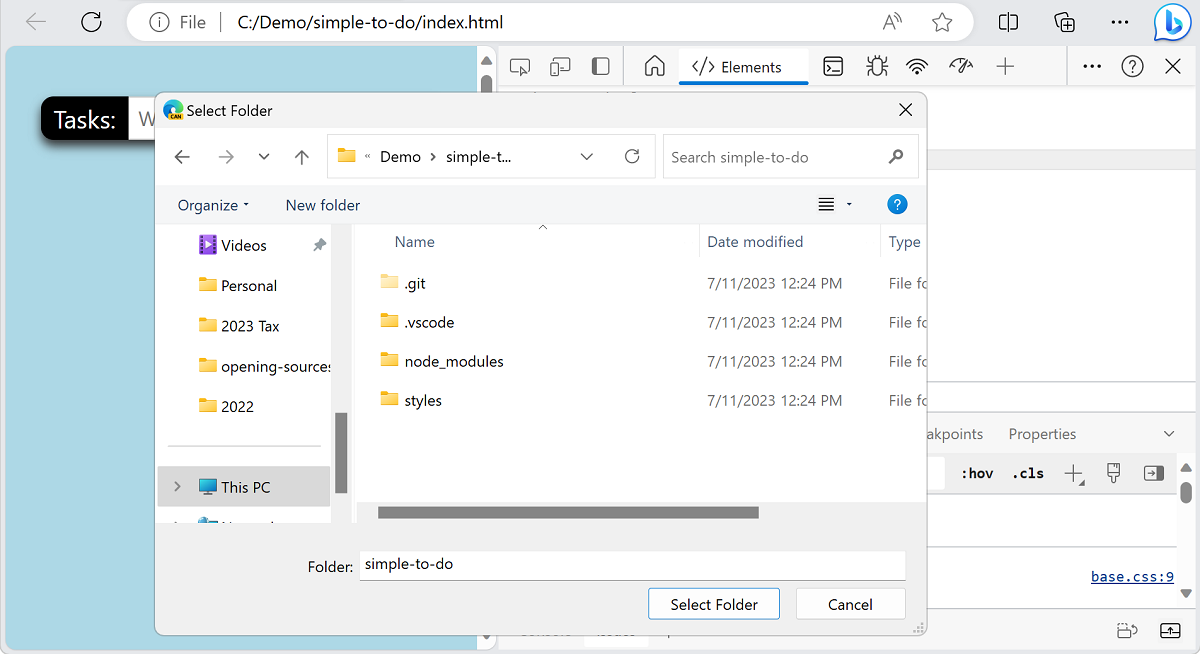 File C:/Demo/simple-to-do/index.html
Elements
Tasks: W
Select Folder
CAN
« Demo > simple-t...
Search simple-to-do
Organize New folder
Name Date modified Type
Videos
Personal
2023 Tax
opening-sources
2022
This PC
.git 7/11/2023 12:24 PM File fo
.vscode 7/11/2023 12:24 PM File fo
node_modules 7/11/2023 12:24 PM File fo
styles 7/11/2023 12:24 PM File fo
Folder: simple-to-do
Select Folder Cancel
akpoints Properties
:hov .cls
base.css:9